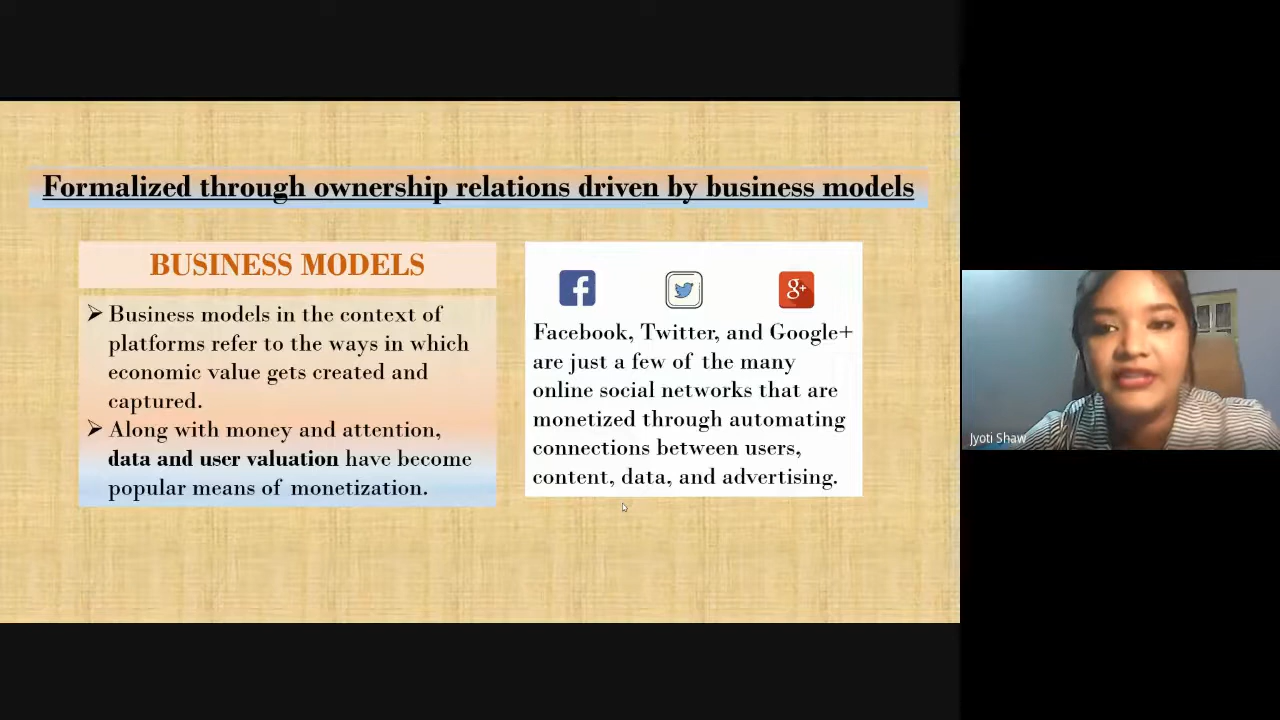 Formalized through ownership relations driven by business models
BUSINESS MODELS
➢ Business models in the context of
platforms refer to the ways in which
economic value gets created and
captured.
➢ Along with money and attention,
data and user valuation have become
popular means of monetization.
f
g+
Facebook, Twitter, and Google+
are just a few of the many
online social networks that are
monetized through automating
connections between users,
content, data, and advertising.
Jyoti Shaw